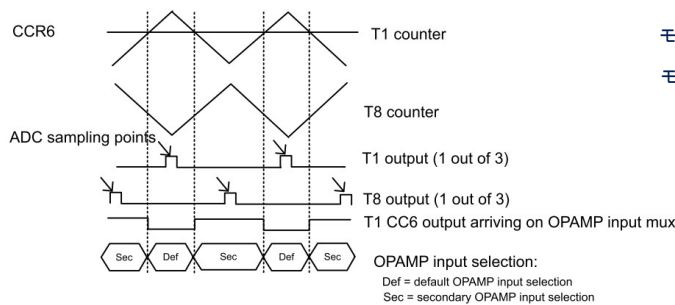 CCR6
T1 counter
T8 counter
ADC sampling points
T1 output (1 out of 3)
T8 output (1 out of 3)
T1 CC6 output arriving on OPAMP input mux
Sec Def Sec Def Sec
OPAMP input selection:
Def = default OPAMP input selection
Sec = secondary OPAMP input selection